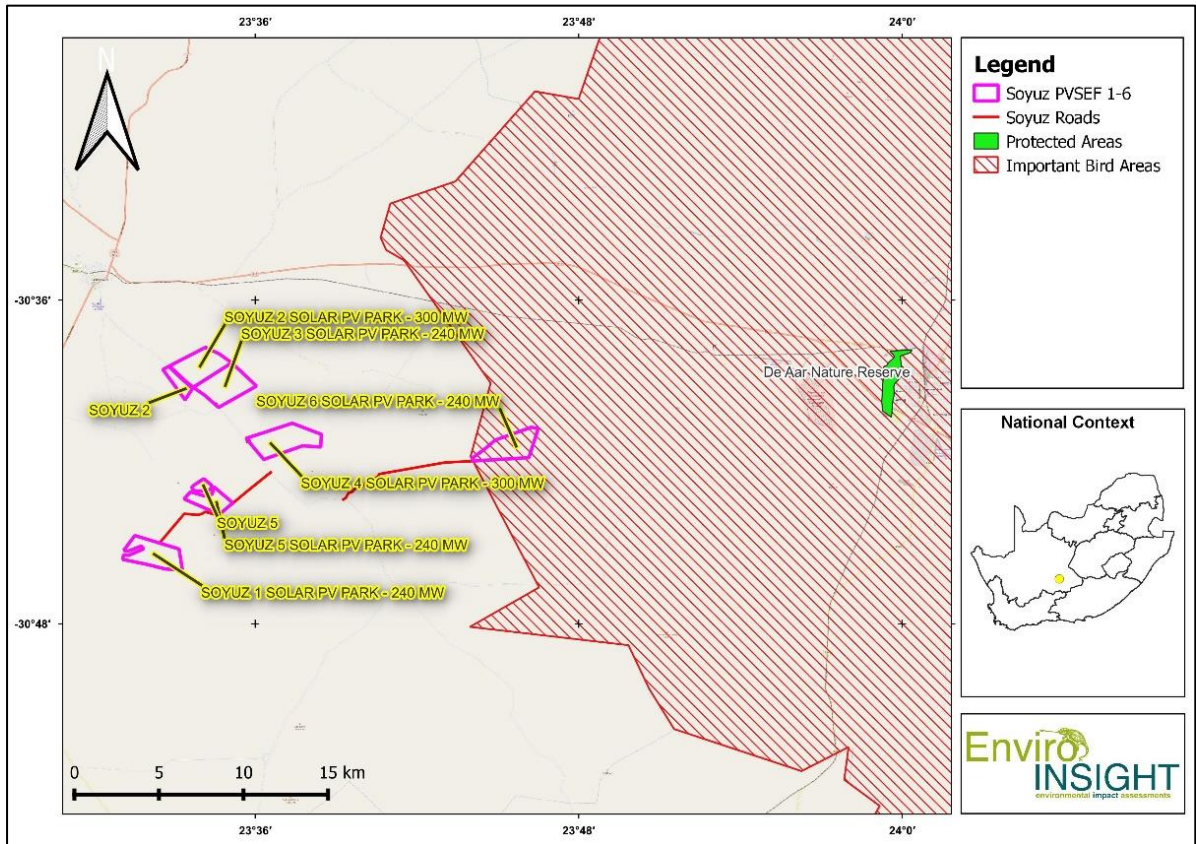 23°36'
23°48'
24°0'
N
-30°36'
-30°48'
SOYUZ 2 SOLAR PV PARK - 300 MW
SOYUZ 3 SOLAR PV PARK - 240 MW
SOYUZ 2
SOYUZ 6 SOLAR PV PARK - 240 MW
SOYUZ 4 SOLAR PV PARK - 300 MW
SOYUZ 5
SOYUZ 5 SOLAR PV PARK - 240 MW
SOYUZ 1 SOLAR PV PARK - 240 MW
De Aar Nature Reserve
0 5 10 15 km
23°36'
23°48'
24°0'
Legend
Soyuz PVSEF 1-6
Soyuz Roads
Protected Areas
Important Bird Areas
National Context
Enviro
INSIGHT
environmental impact assessments